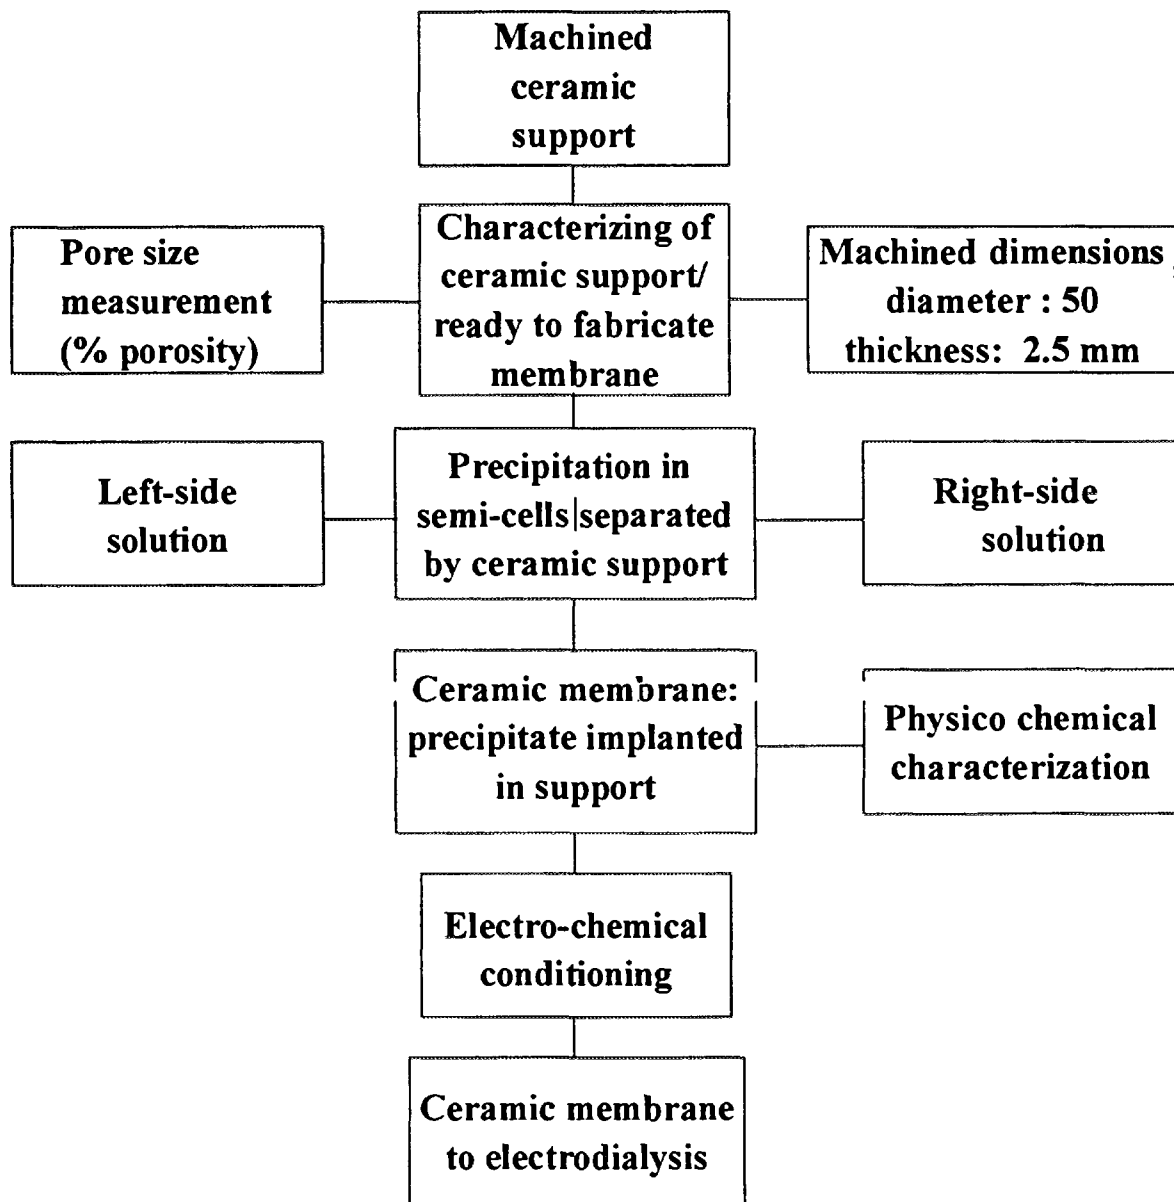 Machined
ceramic
support
Pore size
measurement
(% porosity)
Characterizing of
ceramic support/
ready to fabricate
membrane
Machined dimensions
diameter : 50
thickness: 2.5 mm
Left-side
solution
Precipitation in
semi-cells separated
by ceramic support
Right-side
solution
Ceramic membrane:
precipitate implanted
in support
Physico chemical
characterization
Electro-chemical
conditioning
Ceramic membrane
to electrodialysis